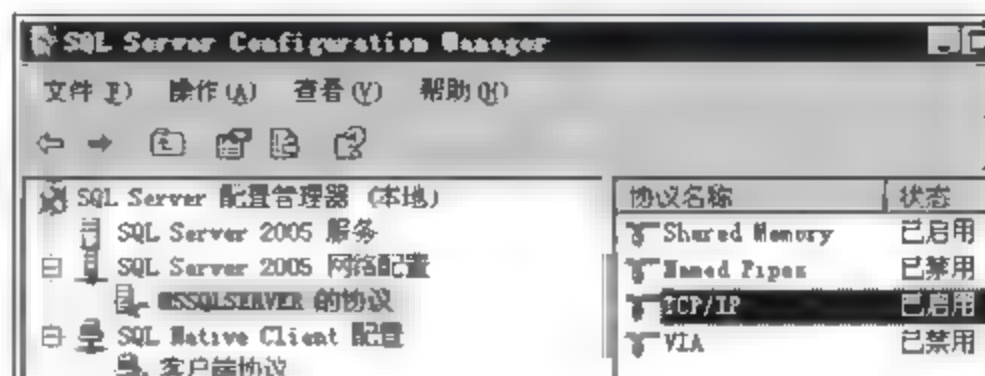 SQL Server Configuration Manager
文件(F) 操作(A) 查看(V) 帮助(H)
SQL Server 配置管理器 (本地)
SQL Server 2005 服务
SQL Server 2005 网络配置
MSSQLSERVER 的协议
SQL Native Client 配置
客户端协议
协议名称 状态
Shared Memory 已启用
Named Pipes 已禁用
TCP/IP 已启用
VIA 已禁用